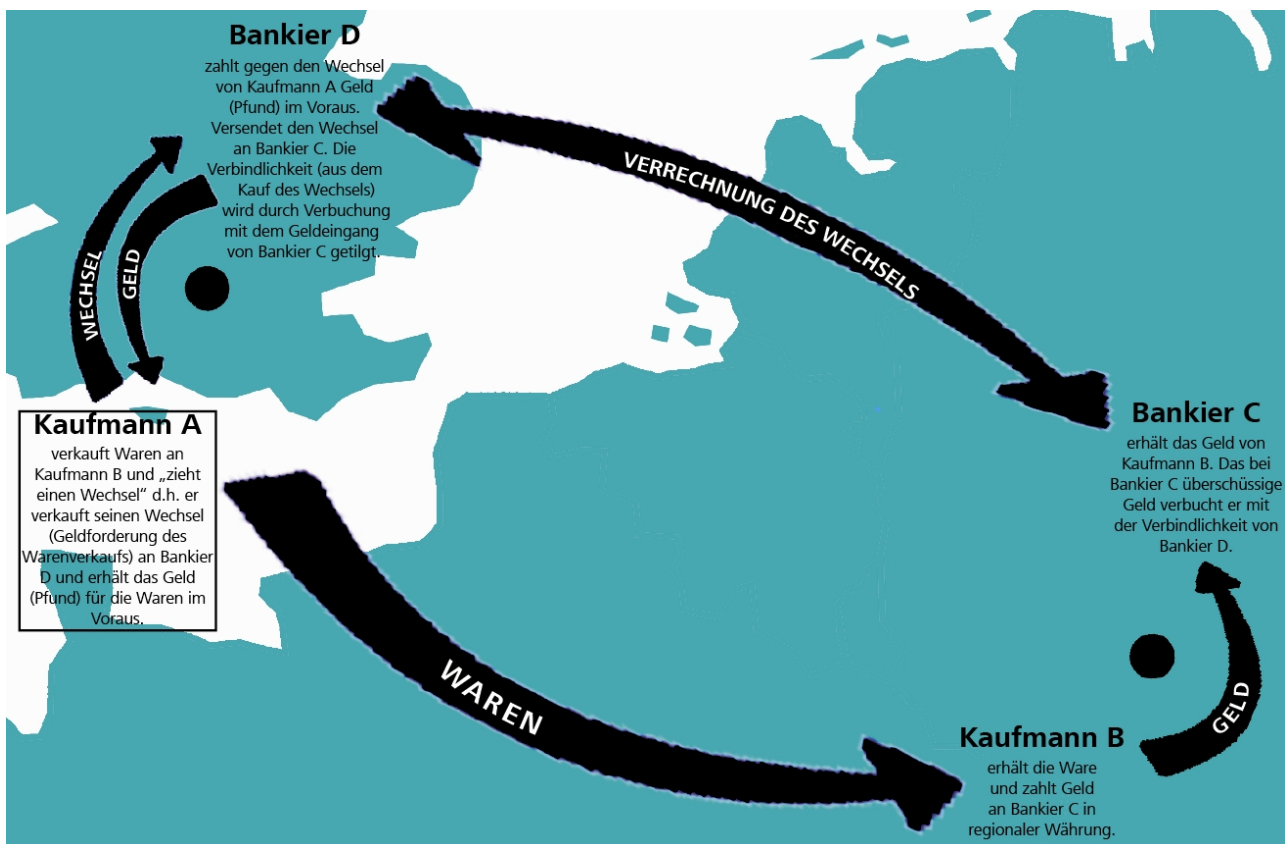 Bankier D
zahlt gegen den Wechsel
von Kaufmann A Geld
(Pfund) im Voraus.
Versendet den Wechsel
an Bankier C. Die
Verbindlichkeit (aus dem
Kauf des Wechsels)
wird durch Verbuchung
mit dem Geldeingang
von Bankier C getilgt.
VERRECHNUNG DES WECHSELS
WECHSEL
GELD
Kaufmann A
verkauft Waren an
Kaufmann B und „zieht
einen Wechsel“ d.h. er
verkauft seinen Wechsel
(Geldforderung des
Warenverkaufs) an Bankier
D und erhält das Geld
(Pfund) für die Waren im
Voraus.
Bankier C
erhält das Geld von
Kaufmann B. Das bei
Bankier C überschüssige
Geld verbucht er mit
der Verbindlichkeit von
Bankier D.
WAREN
GELD
Kaufmann B
erhält die Ware
und zahlt Geld
an Bankier C in
regionaler Währung.